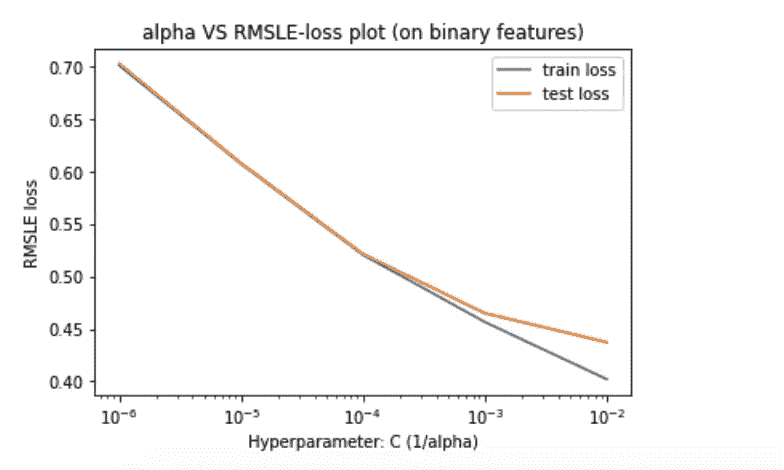 alpha VS RMSLE-loss plot (on binary features)
train loss
test loss
RMSLE loss
0.70
0.65
0.60
0.55
0.50
0.45
0.40
10⁻⁶ 10⁻⁵ 10⁻⁴ 10⁻³ 10⁻²
Hyperparameter: C (1/alpha)